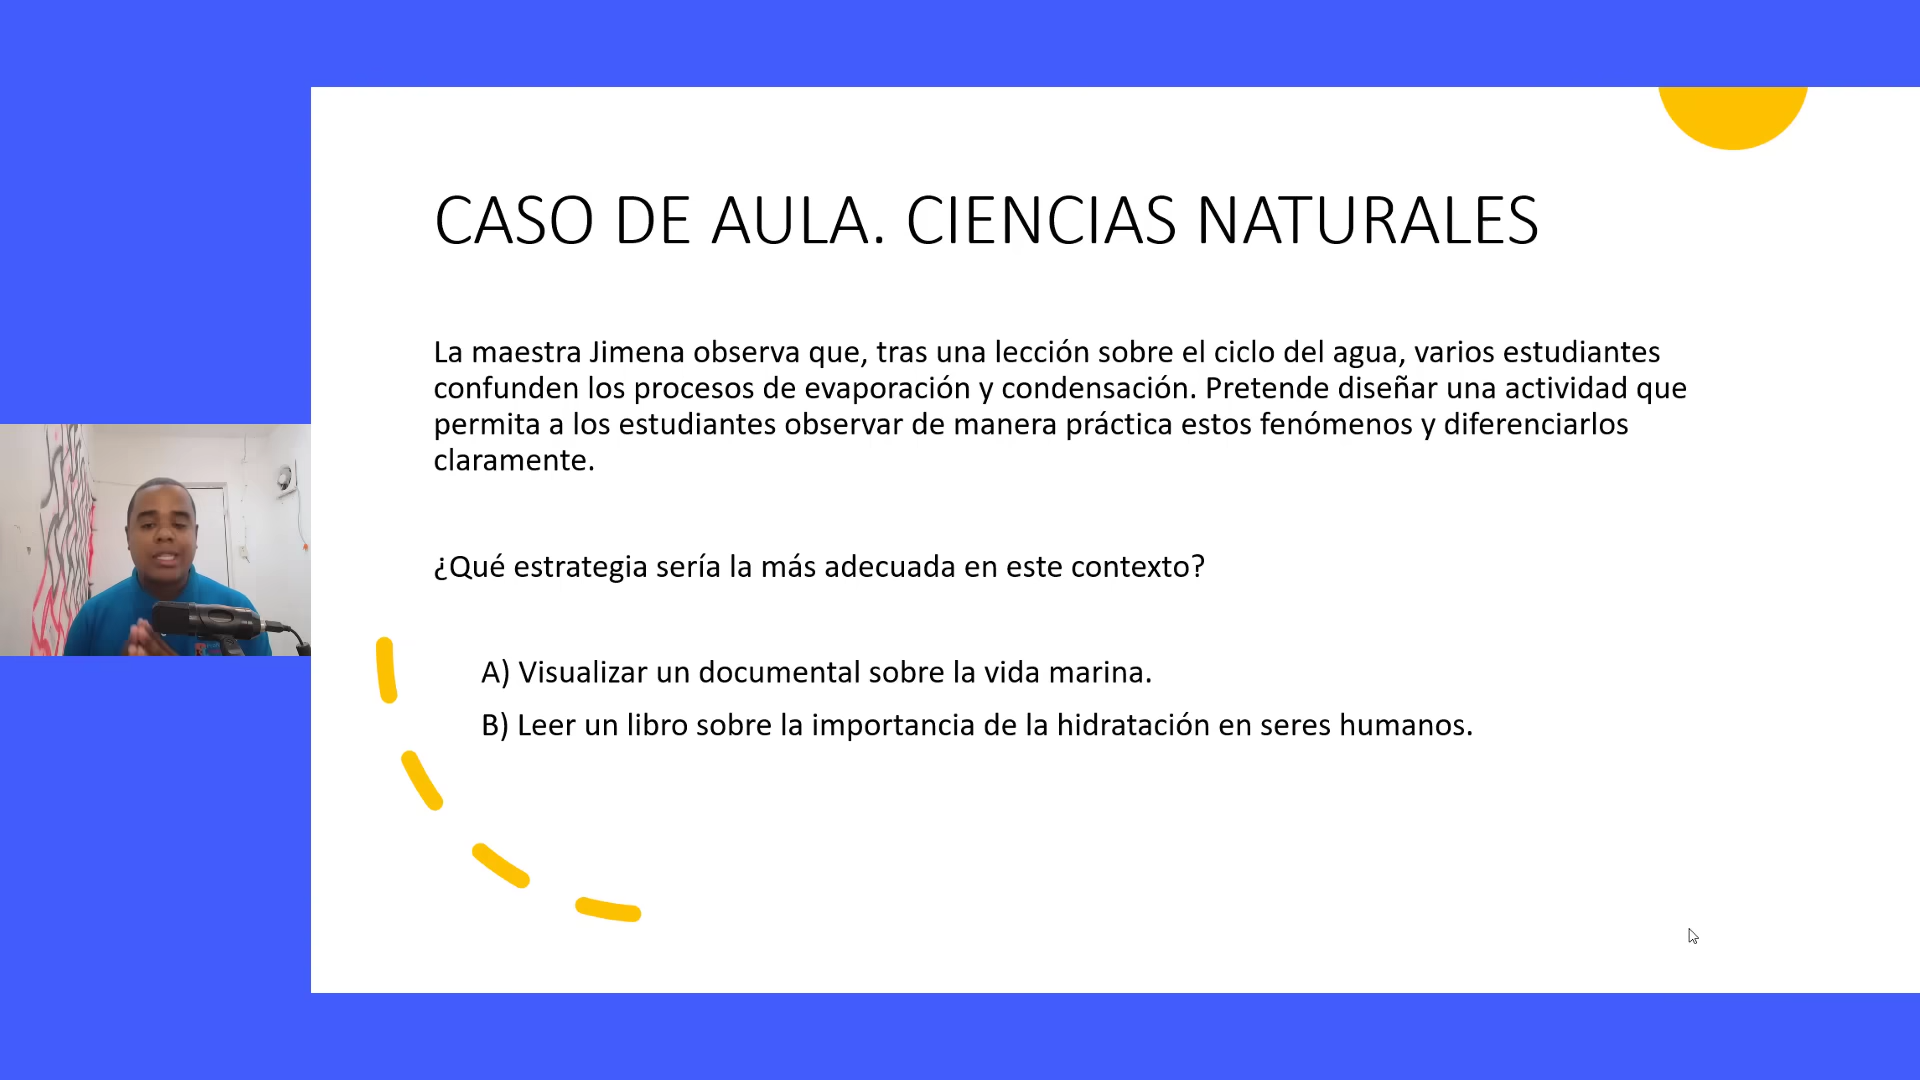 CASO DE AULA. CIENCIAS NATURALES
La maestra Jimena observa que, tras una lección sobre el ciclo del agua, varios estudiantes
confunden los procesos de evaporación y condensación. Pretende diseñar una actividad que
permita a los estudiantes observar de manera práctica estos fenómenos y diferenciarlos
claramente.
¿Qué estrategia sería la más adecuada en este contexto?
A) Visualizar un documental sobre la vida marina.
B) Leer un libro sobre la importancia de la hidratación en seres humanos.